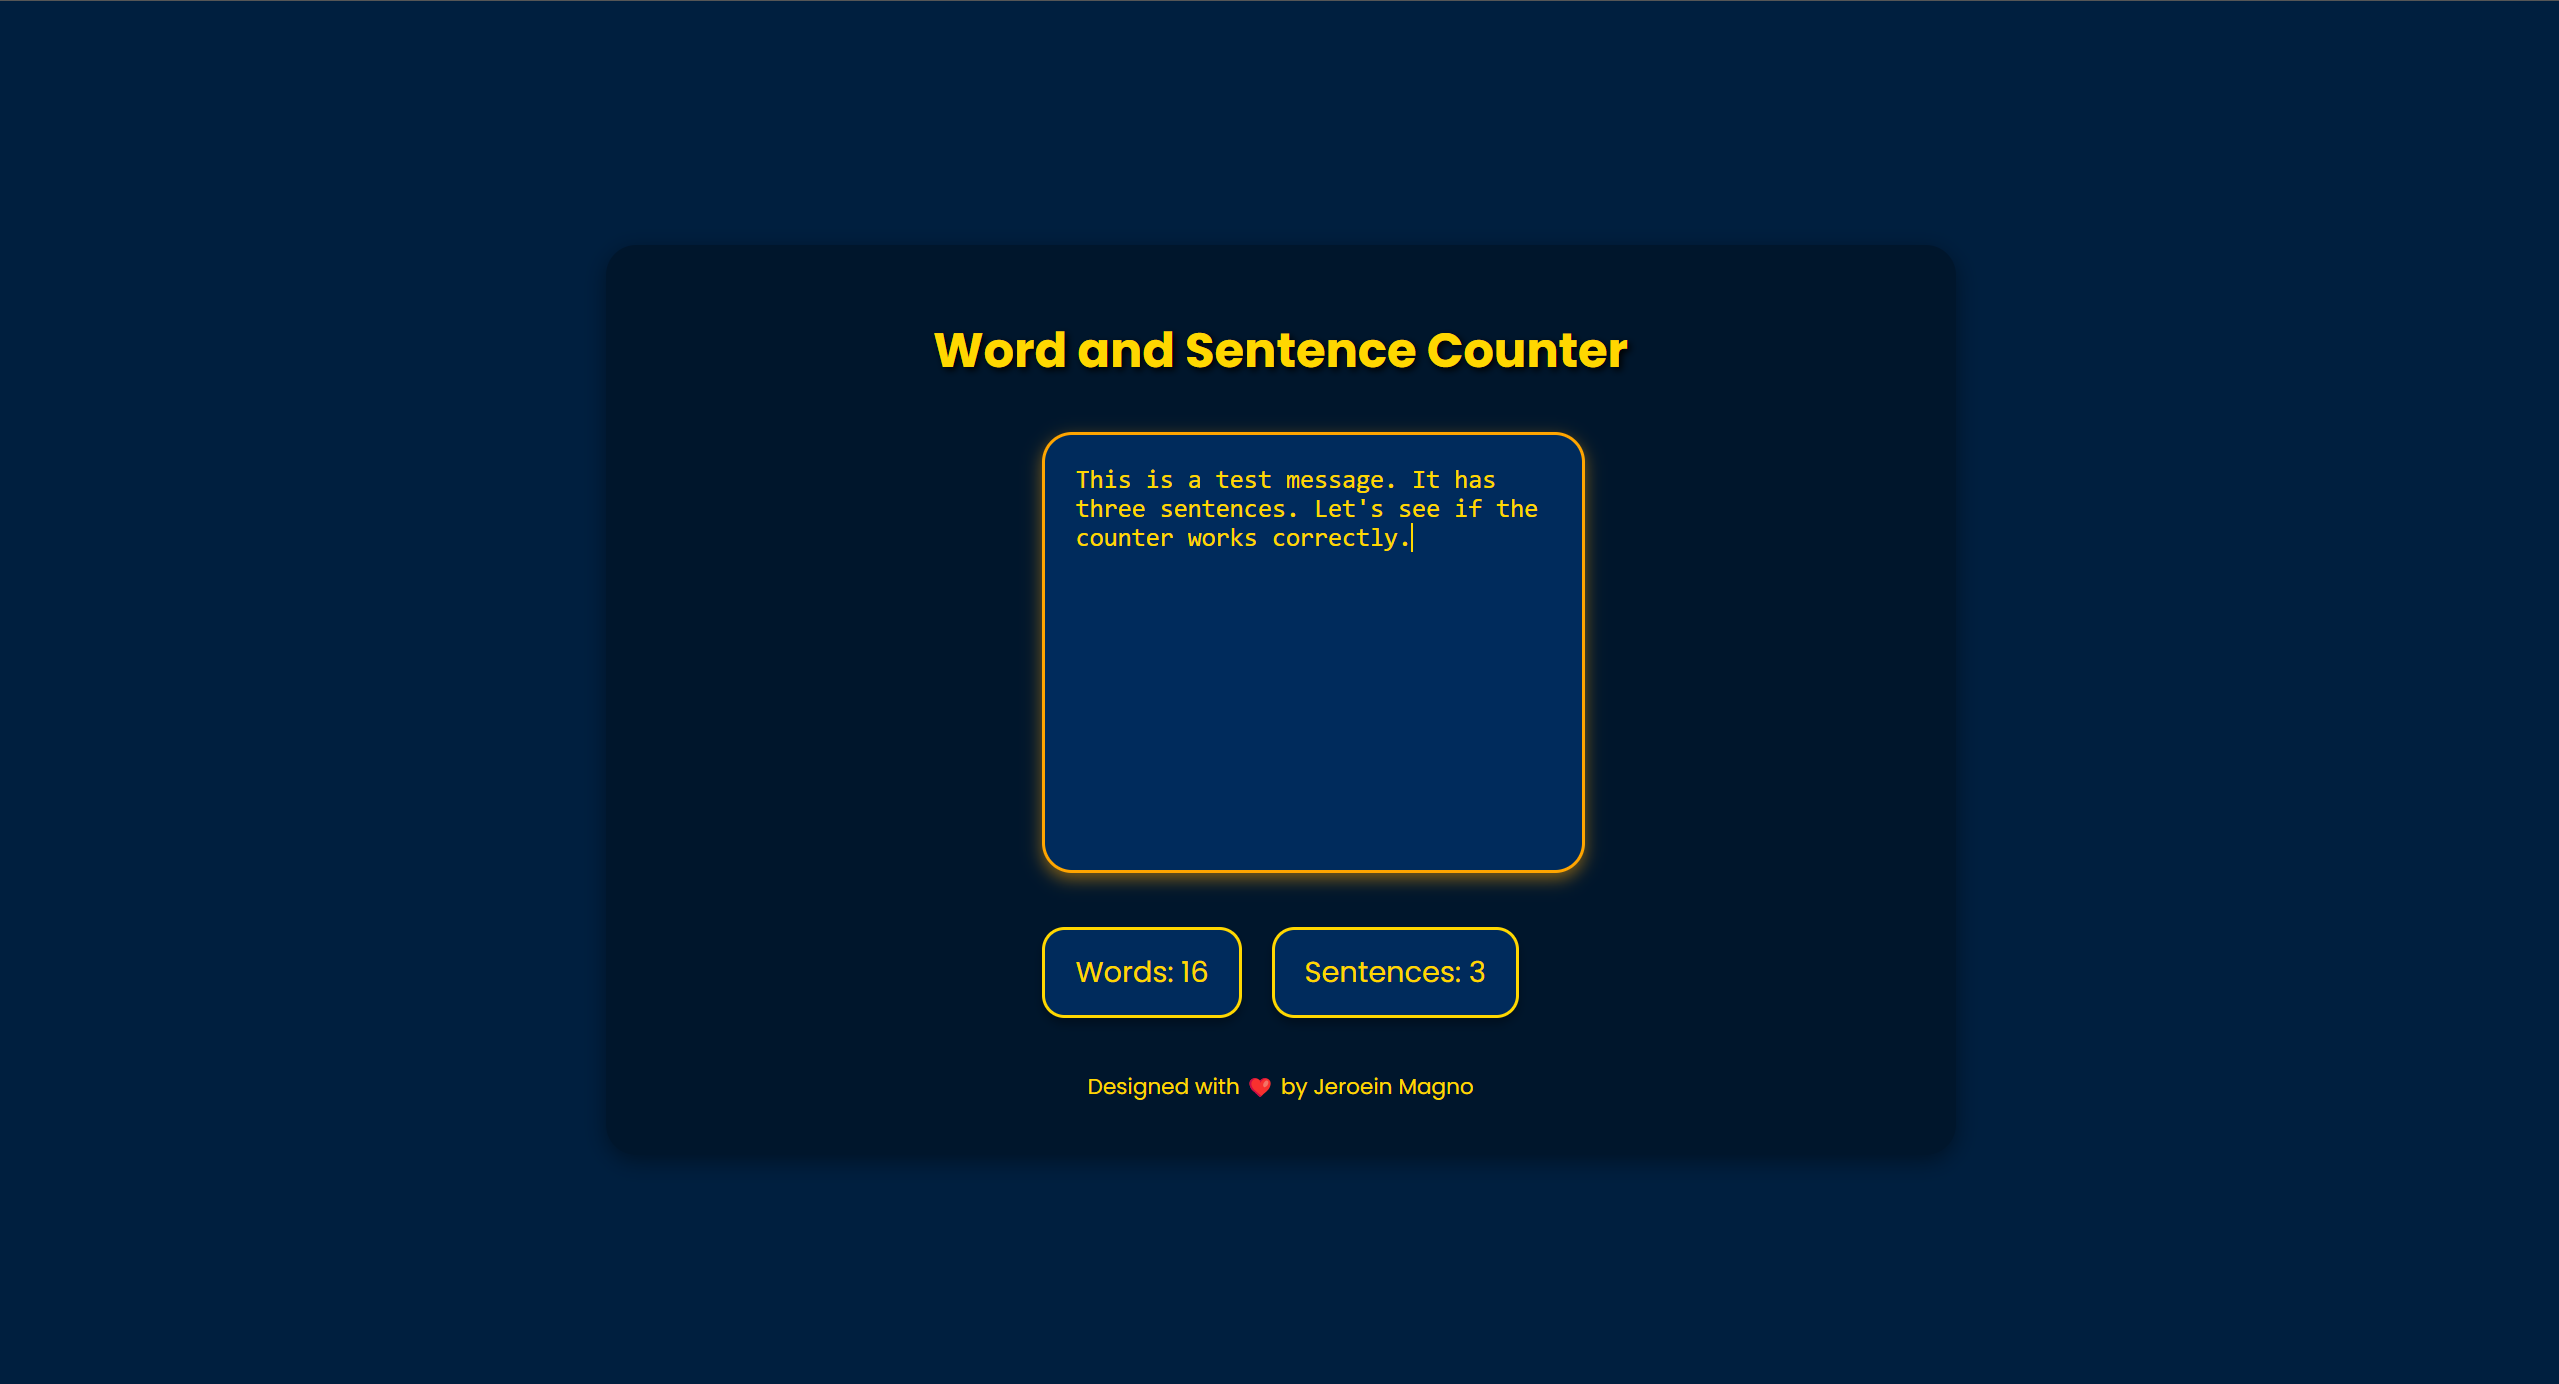 Word and Sentence Counter
This is a test message. It has
three sentences. Let's see if the
counter works correctly.
Words: 16
Sentences: 3
Designed with ❤️ by Jeroein Magno